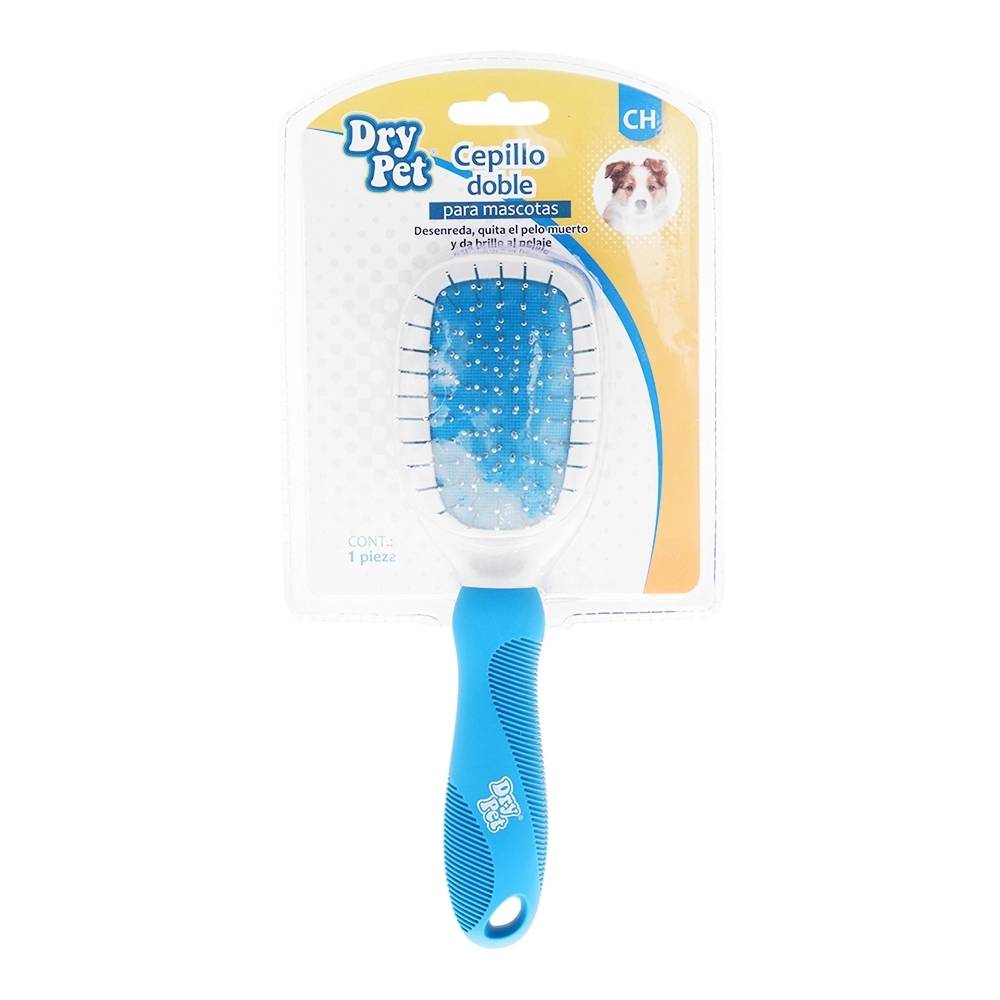 Dry
Pet
CH
Cepillo
doble
para mascotas
Desenreda, quita el pelo muerto
y da brillo al pelaje
CONT.:
1 pieza
Dry
Pet